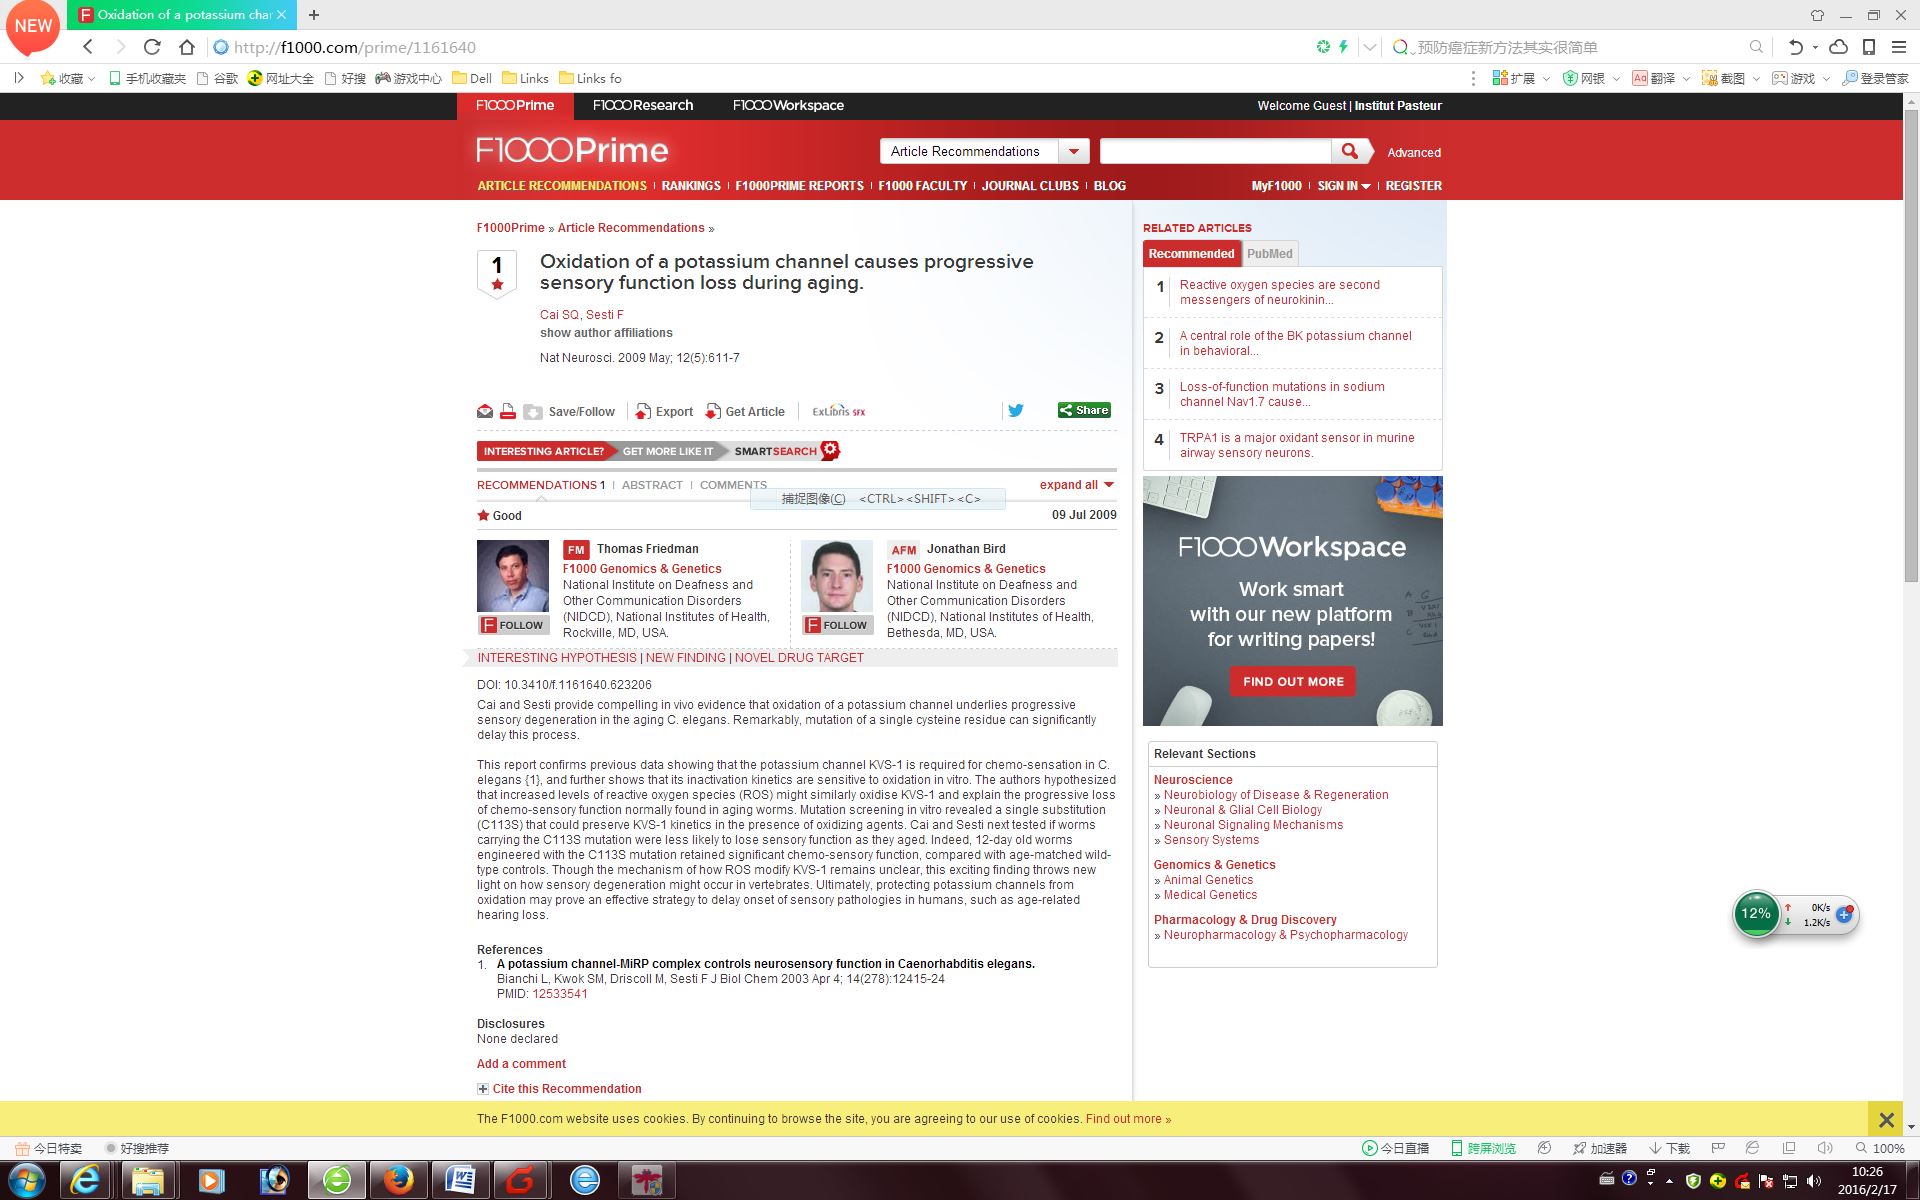 NEW
Oxidation of a potassium cha
http://f1000.com/prime/1161640
预防癌症新方法其实很简单
收藏
手机收藏夹
谷歌
网址大全
好搜
游戏中心
Dell
Links
Links fo
扩展
网银
翻译
截图
游戏
登录管家
F1000Prime
F1000Research
F1000Workspace
Welcome Guest | Institut Pasteur
F1000Prime
Article Recommendations
Advanced
ARTICLE RECOMMENDATIONS | RANKINGS | F1000PRIME REPORTS | F1000 FACULTY | JOURNAL CLUBS | BLOG
MyF1000 | SIGN IN | REGISTER
F1000Prime » Article Recommendations »
1
Oxidation of a potassium channel causes progressive
sensory function loss during aging.
Cai SQ, Sesti F
show author affiliations
Nat Neurosci. 2009 May; 12(5):611-7
Save/Follow
Export
Get Article
ExLibris SFX
Share
INTERESTING ARTICLE? GET MORE LIKE IT SMARTSEARCH
RECOMMENDATIONS 1 | ABSTRACT | COMMENTS
expand all
捕捉图像(C) <CTRL><SHIFT><C>
Good
09 Jul 2009
FM Thomas Friedman
F1000 Genomics & Genetics
National Institute on Deafness and
Other Communication Disorders
(NIDCD), National Institutes of Health,
Rockville, MD, USA.
F FOLLOW
AFM Jonathan Bird
F1000 Genomics & Genetics
National Institute on Deafness and
Other Communication Disorders
(NIDCD), National Institutes of Health,
Bethesda, MD, USA.
F FOLLOW
INTERESTING HYPOTHESIS | NEW FINDING | NOVEL DRUG TARGET
DOI: 10.3410/f.1161640.623206
Cai and Sesti provide compelling in vivo evidence that oxidation of a potassium channel underlies progressive
sensory degeneration in the aging C. elegans. Remarkably, mutation of a single cysteine residue can significantly
delay this process.
This report confirms previous data showing that the potassium channel KVS-1 is required for chemo-sensation in C.
elegans {1}, and further shows that its inactivation kinetics are sensitive to oxidation in vitro. The authors hypothesized
that increased levels of reactive oxygen species (ROS) might similarly oxidise KVS-1 and explain the progressive loss
of chemo-sensory function normally found in aging worms. Mutation screening in vitro revealed a single substitution
(C113S) that could preserve KVS-1 kinetics in the presence of oxidizing agents. Cai and Sesti next tested if worms
carrying the C113S mutation were less likely to lose sensory function as they aged. Indeed, 12-day old worms
engineered with the C113S mutation retained significant chemo-sensory function, compared with age-matched wild-
type controls. Though the mechanism of how ROS modify KVS-1 remains unclear, this exciting finding throws new
light on how sensory degeneration might occur in vertebrates. Ultimately, protecting potassium channels from
oxidation may prove an effective strategy to delay onset of sensory pathologies in humans, such as age-related
hearing loss.
References
1. A potassium channel-MiRP complex controls neurosensory function in Caenorhabditis elegans.
Bianchi L, Kwok SM, Driscoll M, Sesti F J Biol Chem 2003 Apr 4; 14(278):12415-24
PMID: 12533541
Disclosures
None declared
Add a comment
Cite this Recommendation
RELATED ARTICLES
Recommended
PubMed
1 Reactive oxygen species are second
messengers of neurokinin...
2 A central role of the BK potassium channel
in behavioral...
3 Loss-of-function mutations in sodium
channel Nav1.7 cause...
4 TRPA1 is a major oxidant sensor in murine
airway sensory neurons.
F1000Workspace
Work smart
with our new platform
for writing papers!
FIND OUT MORE
Relevant Sections
Neuroscience
» Neurobiology of Disease & Regeneration
» Neuronal & Glial Cell Biology
» Neuronal Signaling Mechanisms
» Sensory Systems
Genomics & Genetics
» Animal Genetics
» Medical Genetics
Pharmacology & Drug Discovery
» Neuropharmacology & Psychopharmacology
12%
0K/s
1.2K/s
The F1000.com website uses cookies. By continuing to browse the site, you are agreeing to our use of cookies. Find out more »
今日特卖
好搜推荐
今日直播
跨屏浏览
加速器
下载
100%
10:26
2016/2/17